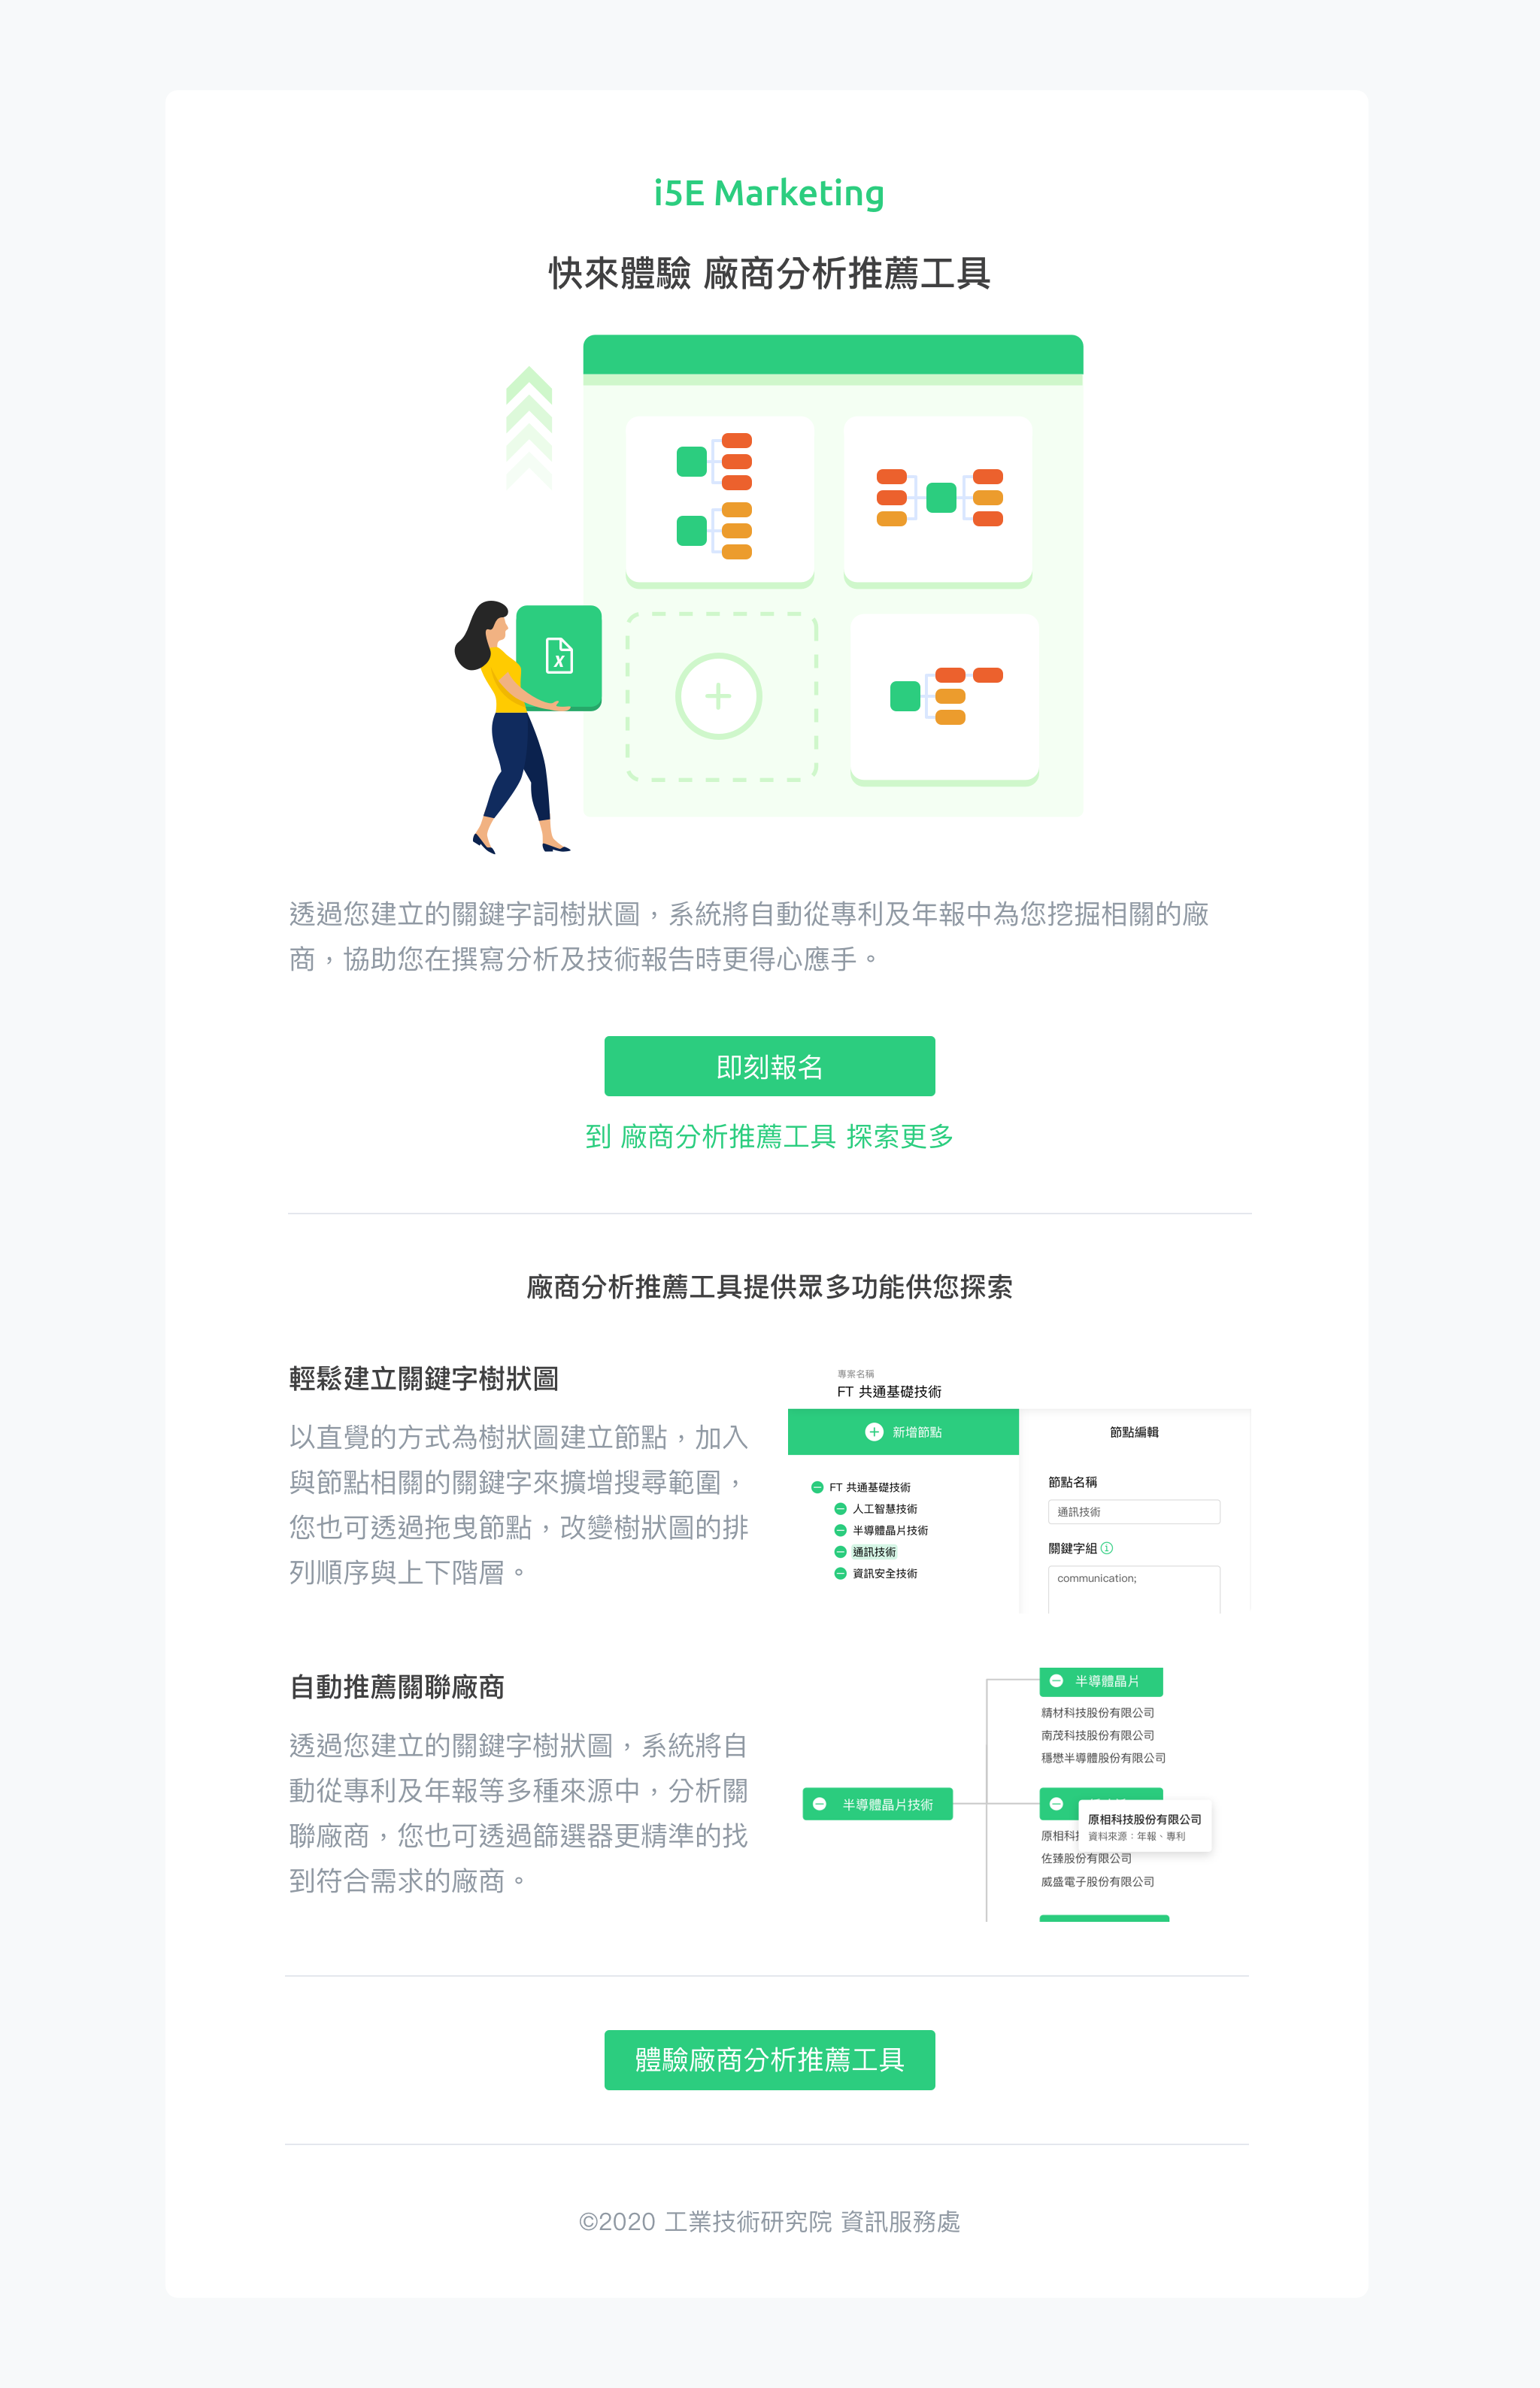 i5E Marketing
快來體驗 廠商分析推薦工具
X
透過您建立的關鍵字詞樹狀圖，系統將自動從專利及年報中為您挖掘相關的廠
商，協助您在撰寫分析及技術報告時更得心應手。
即刻報名
到 廠商分析推薦工具 探索更多
廠商分析推薦工具提供眾多功能供您探索
輕鬆建立關鍵字樹狀圖
以直覺的方式為樹狀圖建立節點，加入
與節點相關的關鍵字來擴增搜尋範圍，
您也可透過拖曳節點，改變樹狀圖的排
列順序與上下階層。
專案名稱
FT 共通基礎技術
新增節點
節點編輯
FT 共通基礎技術
人工智慧技術
半導體晶片技術
通訊技術
資訊安全技術
節點名稱
通訊技術
關鍵字組
communication;
自動推薦關聯廠商
透過您建立的關鍵字樹狀圖，系統將自
動從專利及年報等多種來源中，分析關
聯廠商，您也可透過篩選器更精準的找
到符合需求的廠商。
半導體晶片
精材科技股份有限公司
南茂科技股份有限公司
穩懋半導體股份有限公司
半導體晶片技術
原相科技股份有限公司
資料來源：年報、專利
原相科
佐臻股份有限公司
威盛電子股份有限公司
體驗廠商分析推薦工具
©2020 工業技術研究院 資訊服務處